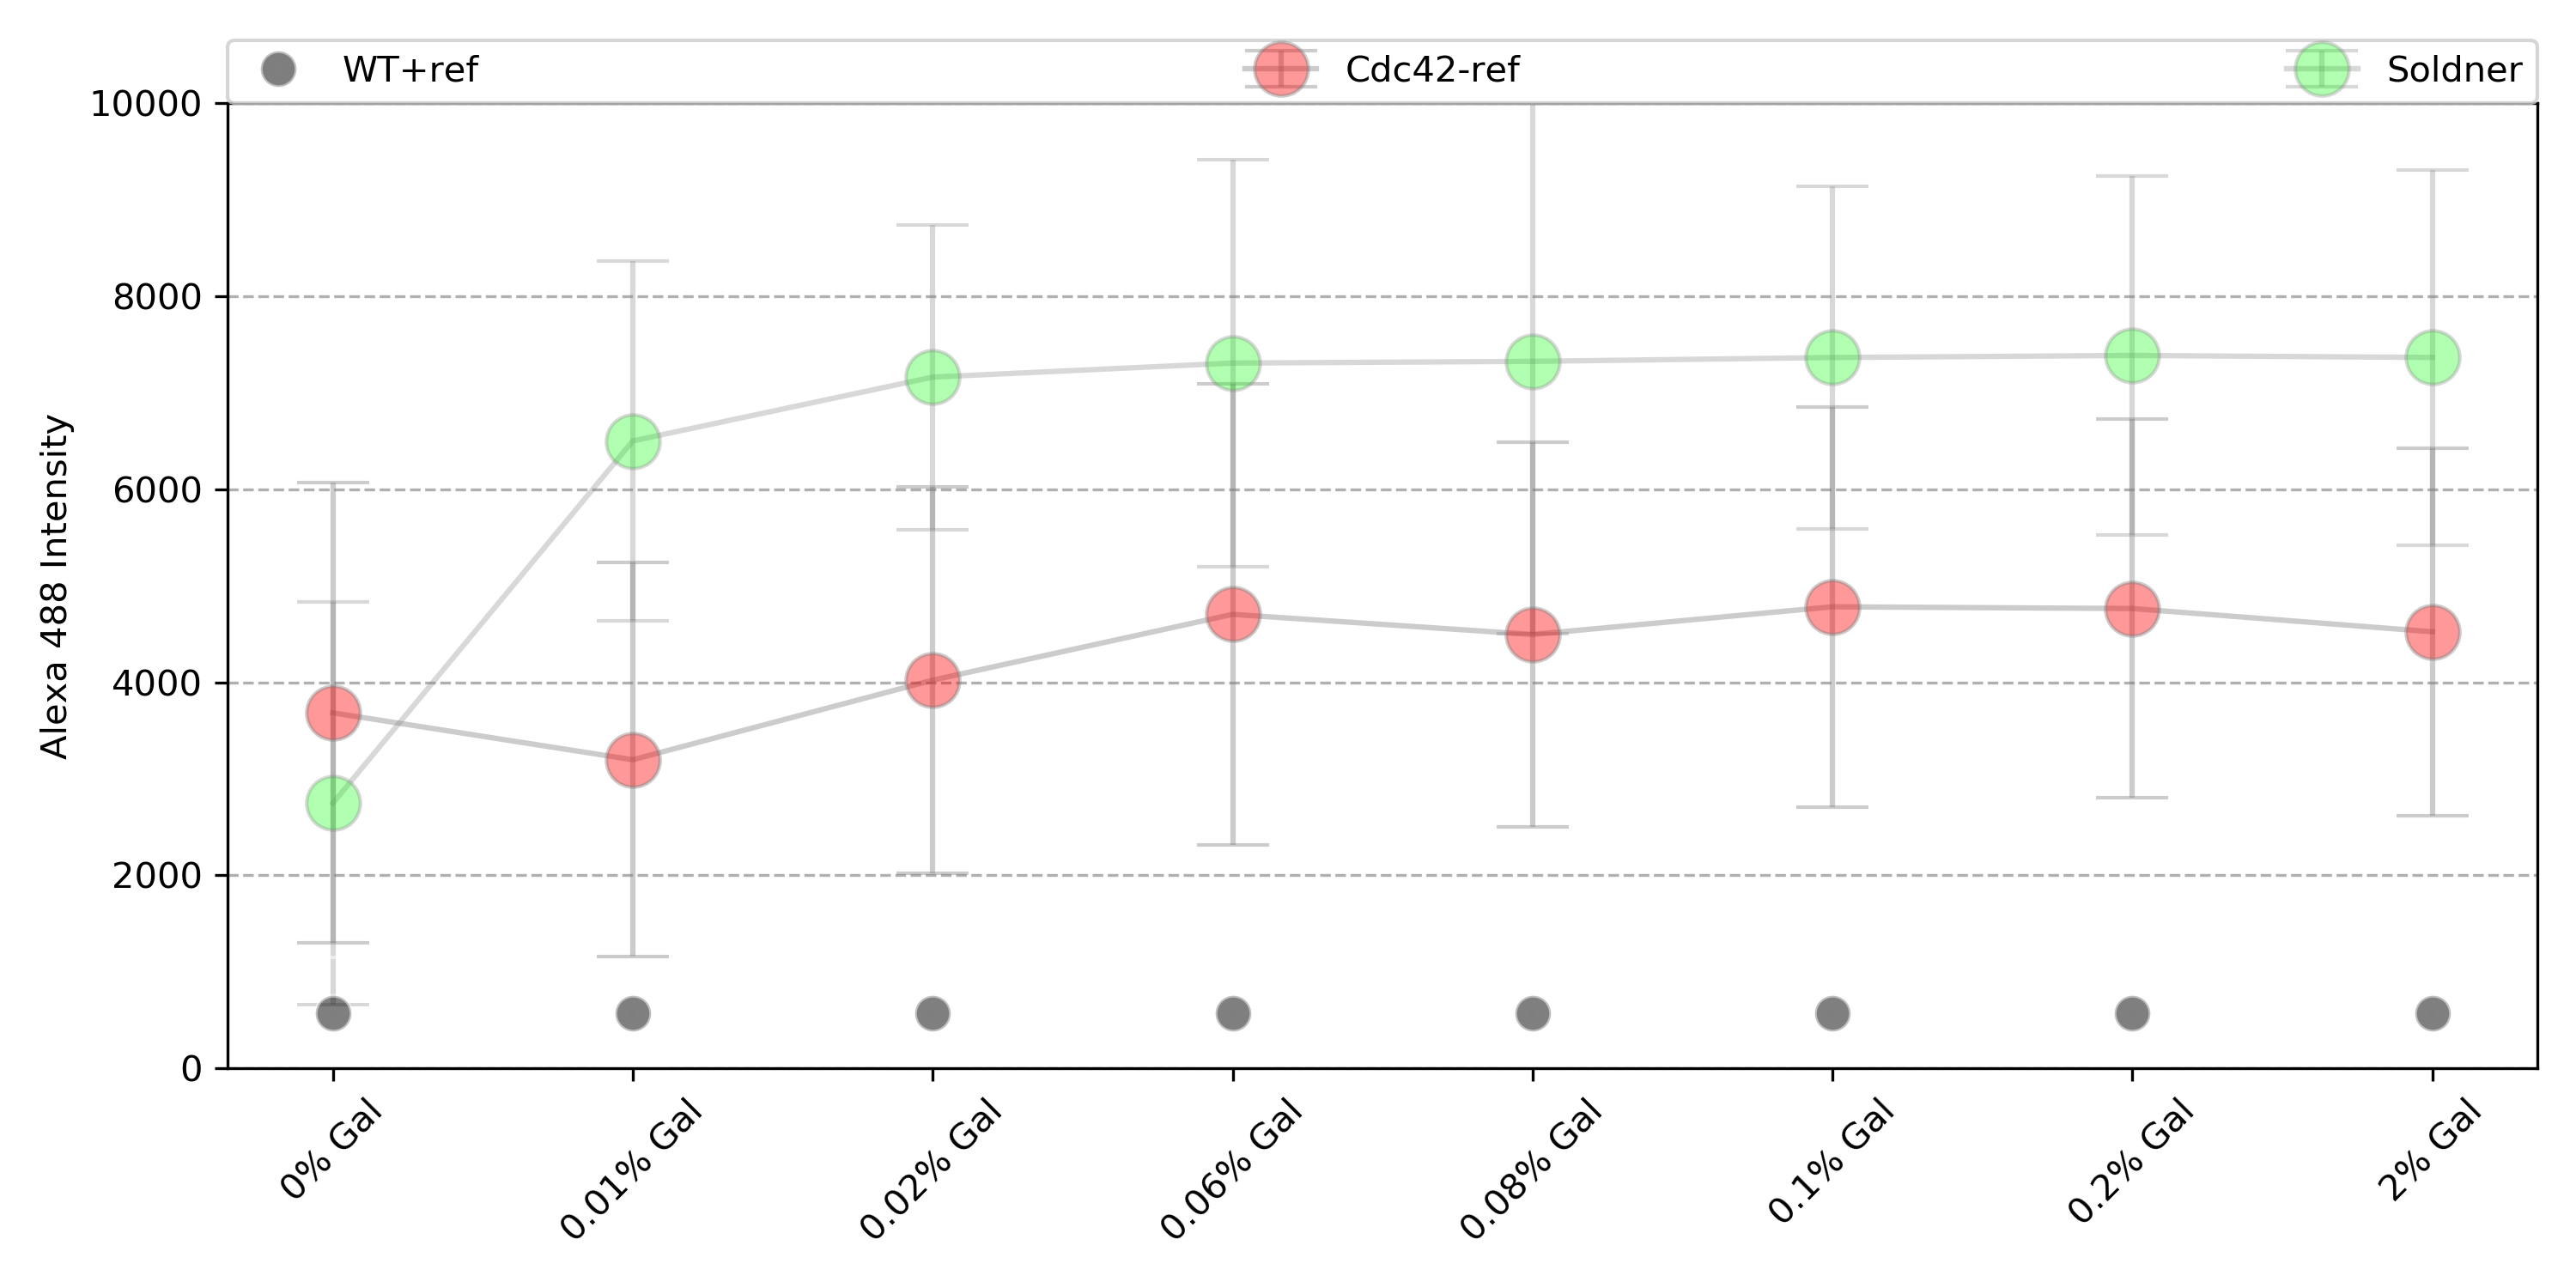 WT+ref
Cdc42-ref
Soldner
Alexa 488 Intensity
10000
8000
6000
4000
2000
0
0% Gal
0.01% Gal
0.02% Gal
0.06% Gal
0.08% Gal
0.1% Gal
0.2% Gal
2% Gal